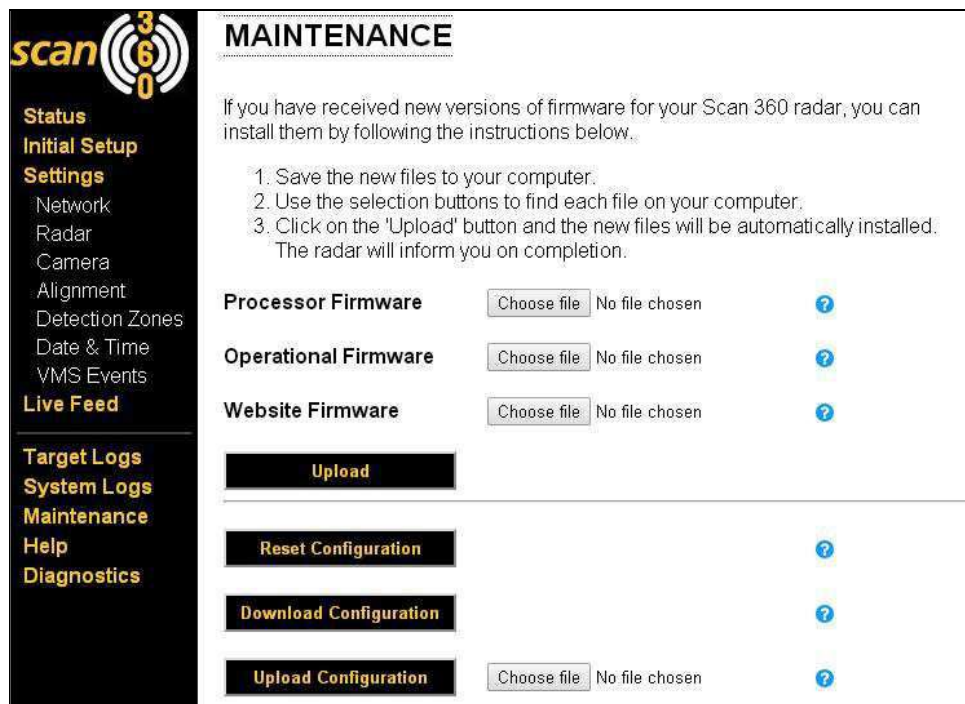 scan 360
Status
Initial Setup
Settings
Network
Radar
Camera
Alignment
Detection Zones
Date & Time
VMS Events
Live Feed
Target Logs
System Logs
Maintenance
Help
Diagnostics
MAINTENANCE
If you have received new versions of firmware for your Scan 360 radar, you can
install them by following the instructions below.
1. Save the new files to your computer.
2. Use the selection buttons to find each file on your computer.
3. Click on the 'Upload' button and the new files will be automatically installed.
The radar will inform you on completion.
Processor Firmware Choose file No file chosen ?
Operational Firmware Choose file No file chosen ?
Website Firmware Choose file No file chosen ?
Upload
Reset Configuration ?
Download Configuration ?
Upload Configuration Choose file No file chosen ?